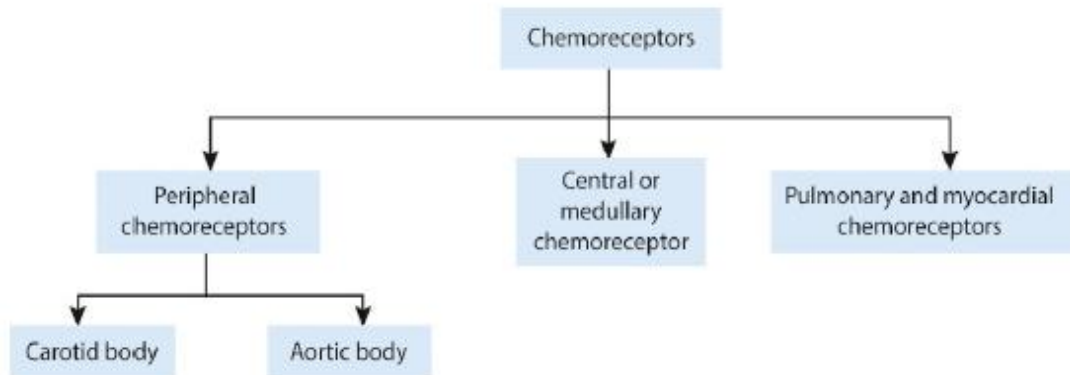 Chemoreceptors
Peripheral
chemoreceptors
Central or
medullary
chemoreceptor
Pulmonary and myocardial
chemoreceptors
Carotid body
Aortic body